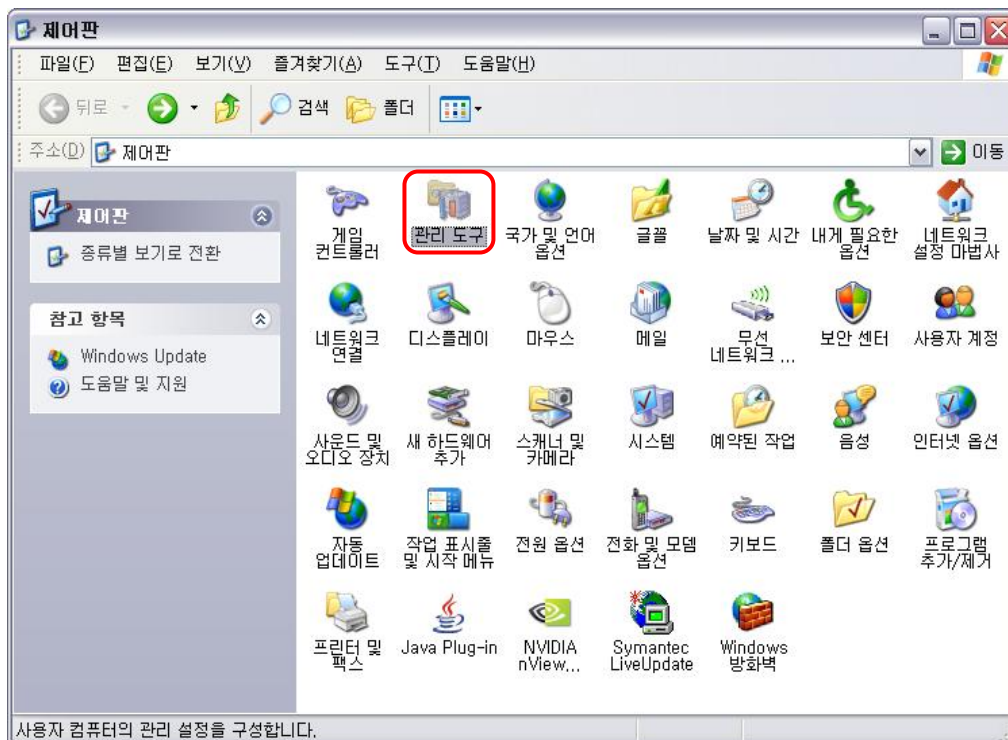 제어판
파일(F) 편집(E) 보기(V) 즐겨찾기(A) 도구(T) 도움말(H)
뒤로 검색 폴더
주소(D) 제어판 이동
제어판
종류별 보기로 전환
참고 항목
Windows Update
도움말 및 지원
게임
컨트롤러
관리 도구
국가 및 언어
옵션
글꼴
날짜 및 시간
내게 필요한
옵션
네트워크
설정 마법사
네트워크
연결
디스플레이
마우스
메일
무선
네트워크 ...
보안 센터
사용자 계정
사운드 및
오디오 장치
새 하드웨어
추가
스캐너 및
카메라
시스템
예약된 작업
음성
인터넷 옵션
자동
업데이트
작업 표시줄
및 시작 메뉴
전원 옵션
전화 및 모뎀
옵션
키보드
폴더 옵션
프로그램
추가/제거
프린터 및
팩스
Java Plug-in
NVIDIA
nView...
Symantec
LiveUpdate
Windows
방화벽
사용자 컴퓨터의 관리 설정을 구성합니다.